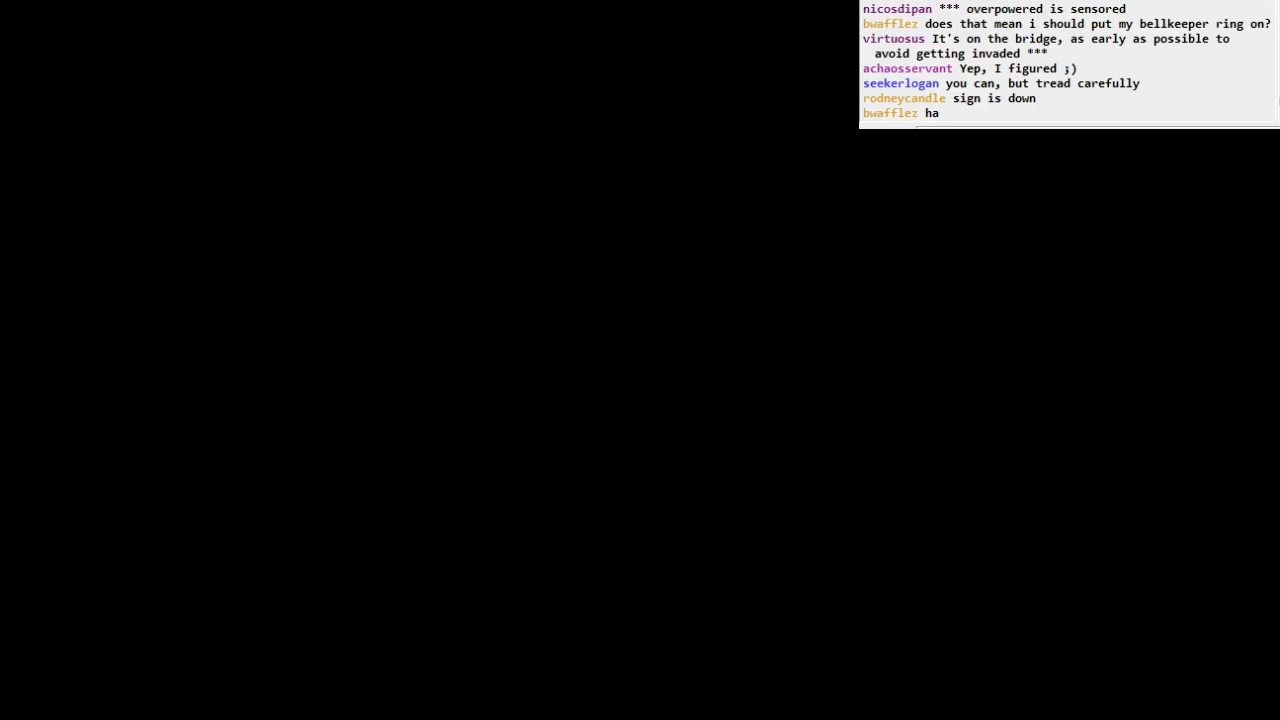 nicosdipan *** overpowered is sensored
bwafflez does that mean i should put my bellkeeper ring on?
virtuosus It's on the bridge, as early as possible to
avoid getting invaded ***
achaosservant Yep, I figured ;)
seekerlogan you can, but tread carefully
rodneycandle sign is down
bwafflez ha